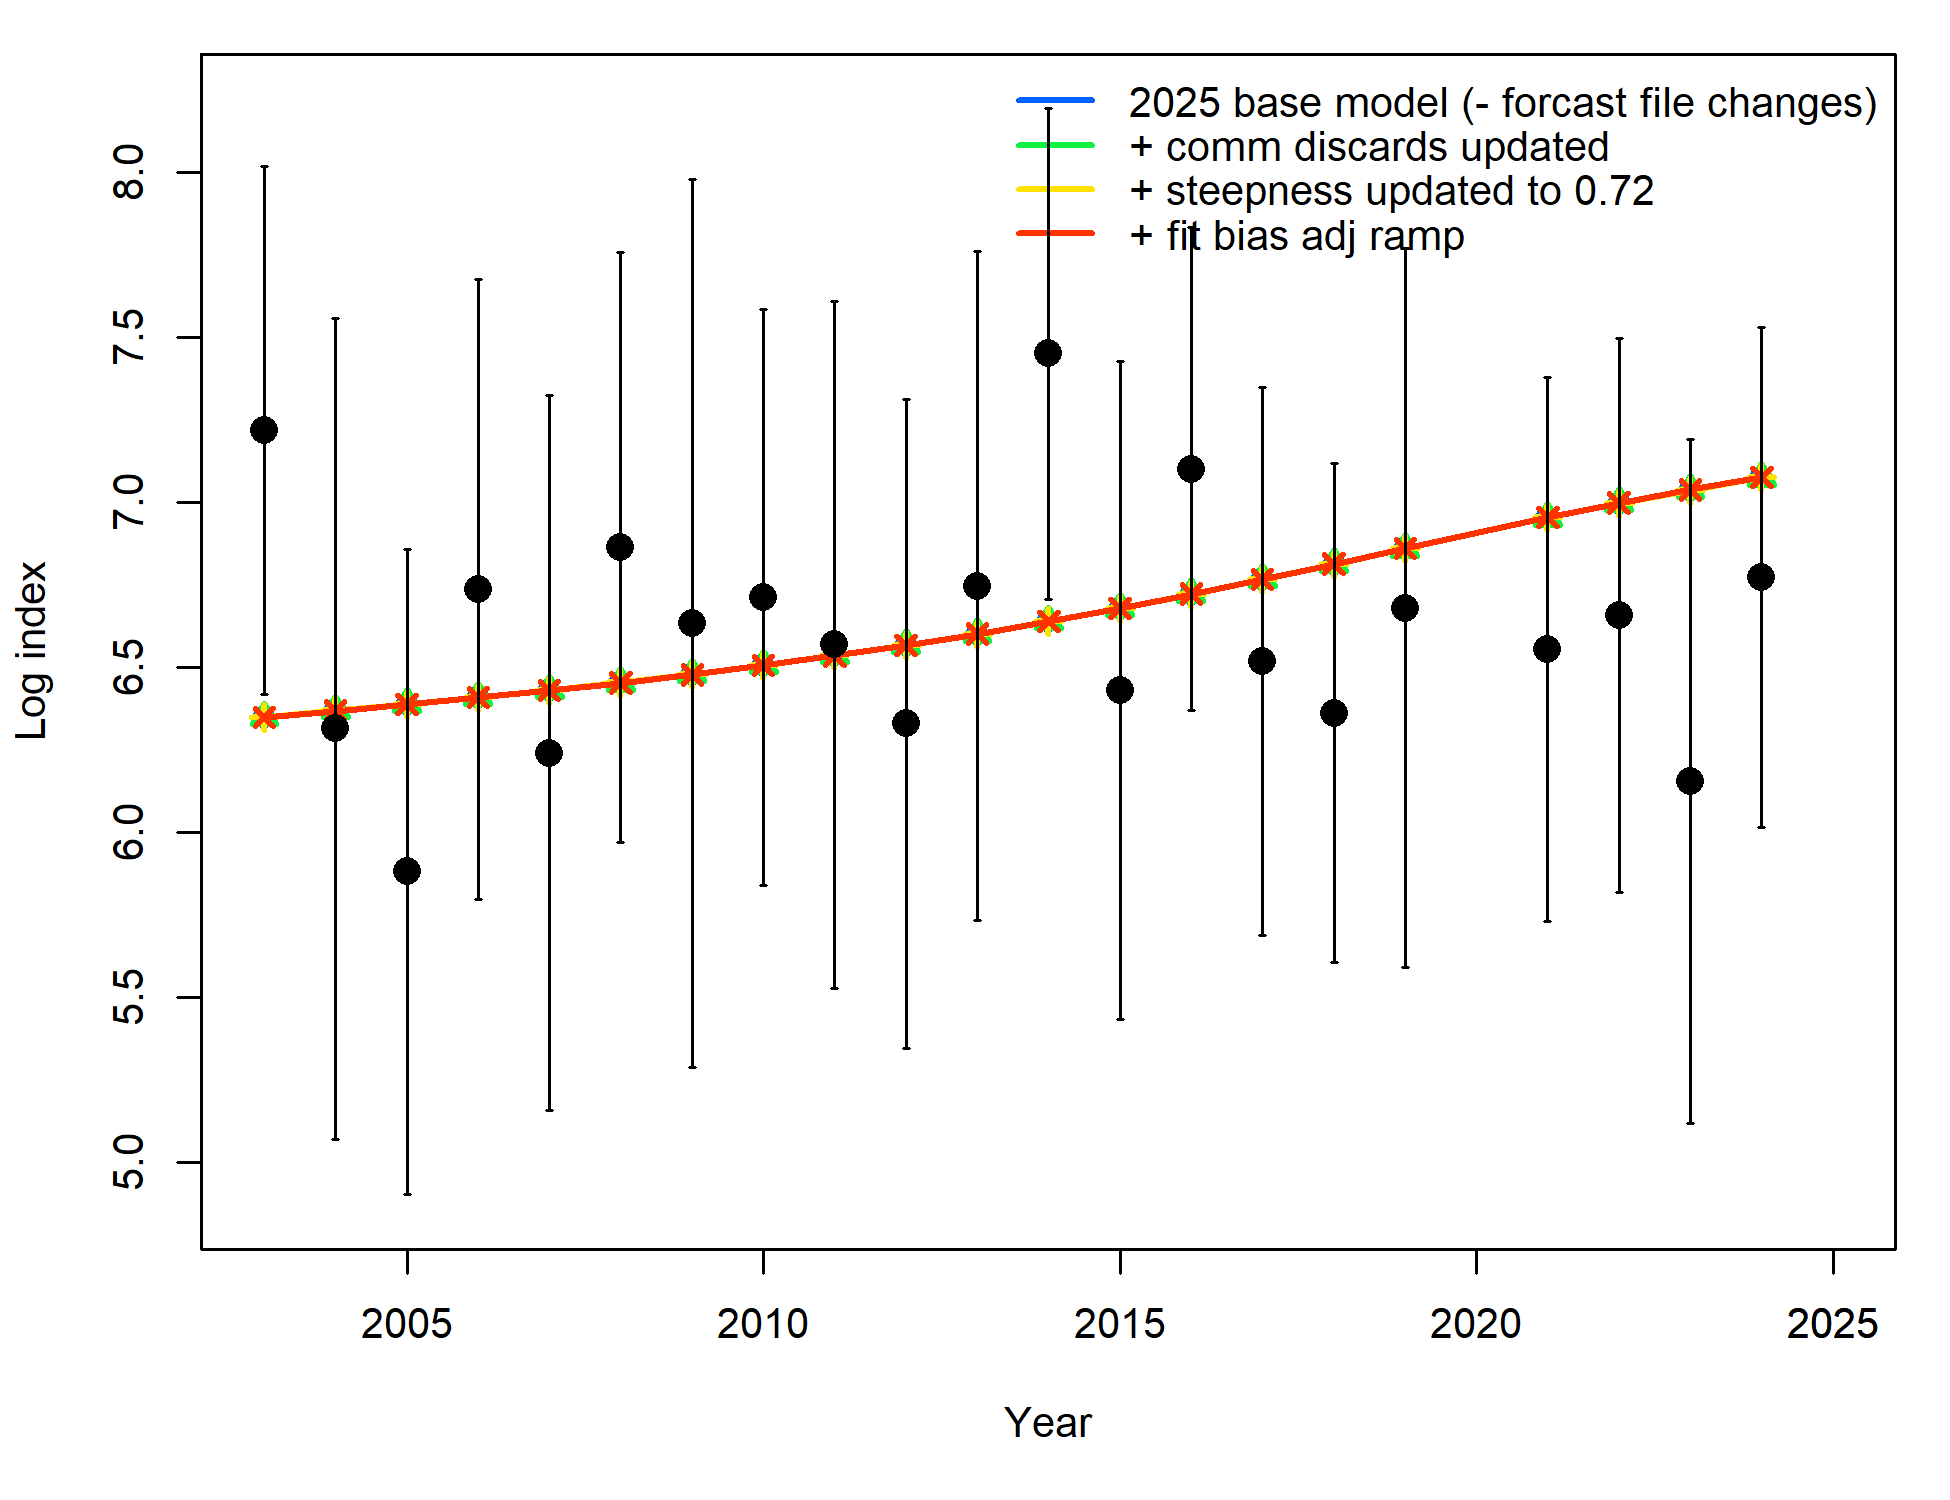 2025 base model (- forcast file changes)
+ comm discards updated
+ steepness updated to 0.72
+ fit bias adj ramp
8.0
7.5
7.0
6.5
6.0
5.5
5.0
Log index
2005 2010 2015 2020 2025
Year